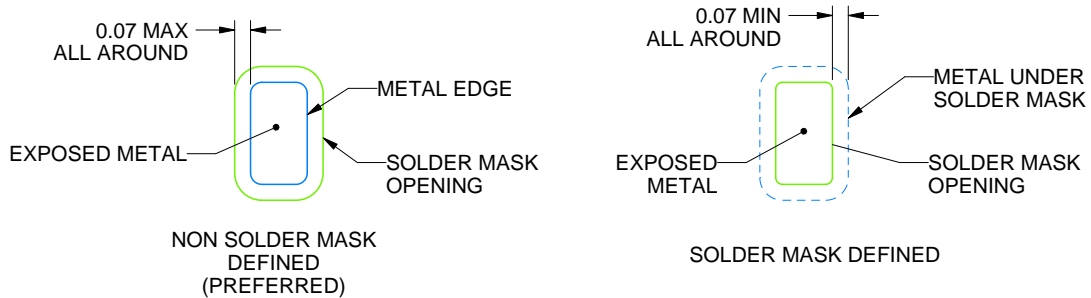 0.07 MAX
ALL AROUND
METAL EDGE
EXPOSED METAL
SOLDER MASK
OPENING
NON SOLDER MASK
DEFINED
(PREFERRED)
0.07 MIN
ALL AROUND
METAL UNDER
SOLDER MASK
EXPOSED
METAL
SOLDER MASK
OPENING
SOLDER MASK DEFINED